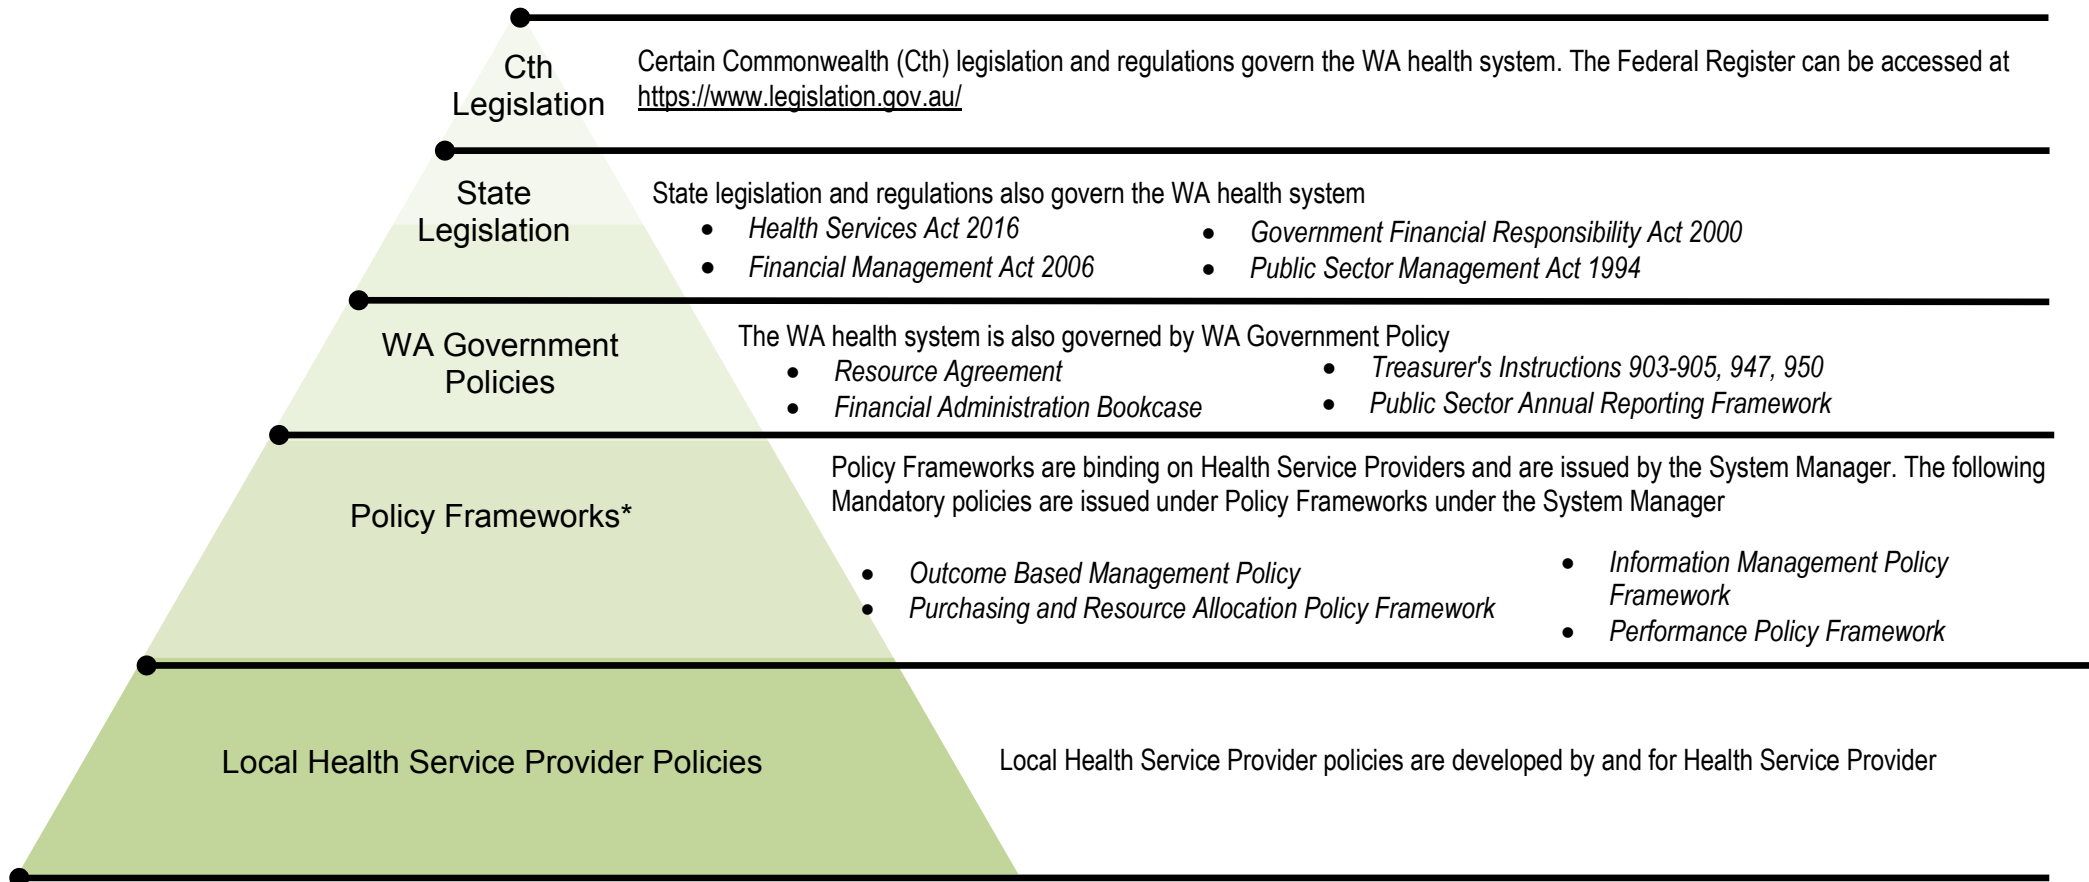 Cth
Legislation
Certain Commonwealth (Cth) legislation and regulations govern the WA health system. The Federal Register can be accessed at
https://www.legislation.gov.au/
State
Legislation
State legislation and regulations also govern the WA health system
• Health Services Act 2016
• Financial Management Act 2006
• Government Financial Responsibility Act 2000
• Public Sector Management Act 1994
WA Government
Policies
The WA health system is also governed by WA Government Policy
• Resource Agreement
• Financial Administration Bookcase
• Treasurer's Instructions 903-905, 947, 950
• Public Sector Annual Reporting Framework
Policy Frameworks*
Policy Frameworks are binding on Health Service Providers and are issued by the System Manager. The following
Mandatory policies are issued under Policy Frameworks under the System Manager
• Outcome Based Management Policy
• Purchasing and Resource Allocation Policy Framework
• Information Management Policy
Framework
• Performance Policy Framework
Local Health Service Provider Policies
Local Health Service Provider policies are developed by and for Health Service Provider